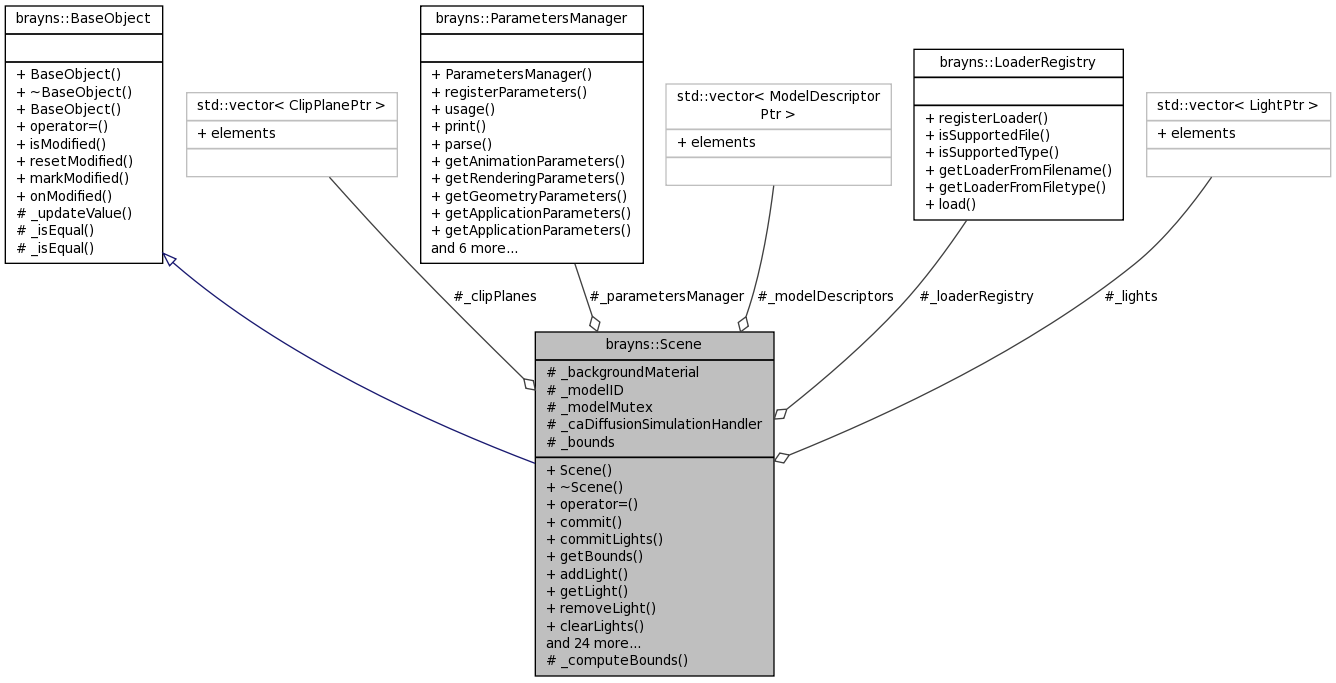 brayns::BaseObject
+ BaseObject()
+ ~BaseObject()
+ BaseObject()
+ operator=()
+ isModified()
+ resetModified()
+ markModified()
+ onModified()
# _updateValue()
# _isEqual()
# _isEqual()
std::vector< ClipPlanePtr >
+ elements
brayns::ParametersManager
+ ParametersManager()
+ registerParameters()
+ usage()
+ print()
+ parse()
+ getAnimationParameters()
+ getRenderingParameters()
+ getGeometryParameters()
+ getApplicationParameters()
+ getApplicationParameters()
and 6 more...
std::vector< ModelDescriptor
Ptr >
+ elements
brayns::LoaderRegistry
+ registerLoader()
+ isSupportedFile()
+ isSupportedType()
+ getLoaderFromFilename()
+ getLoaderFromFiletype()
+ load()
std::vector< LightPtr >
+ elements
#_clipPlanes
#_parametersManager
#_modelDescriptors
#_loaderRegistry
#_lights
brayns::Scene
# _backgroundMaterial
# _modelID
# _modelMutex
# _caDiffusionSimulationHandler
# _bounds
+ Scene()
+ ~Scene()
+ operator=()
+ commit()
+ commitLights()
+ getBounds()
+ addLight()
+ getLight()
+ removeLight()
+ clearLights()
and 24 more...
# _computeBounds()